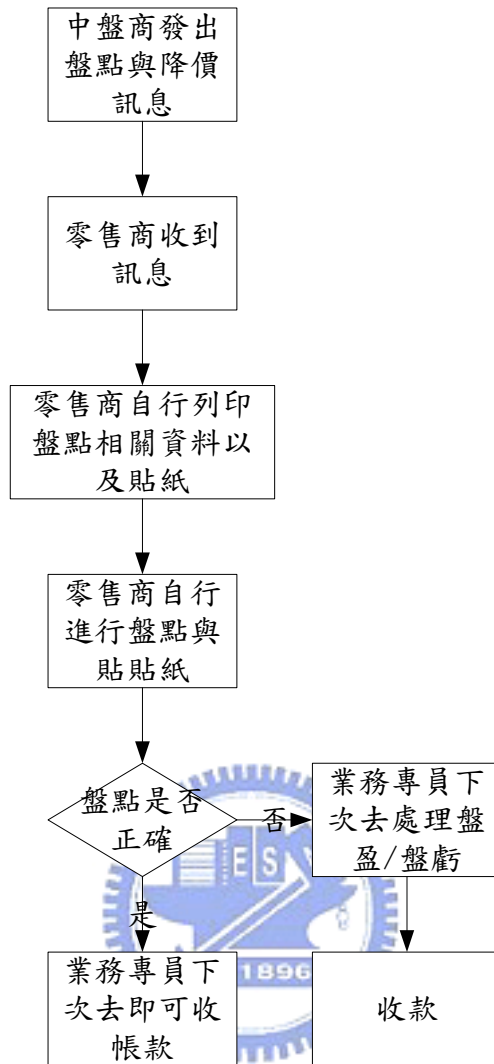 中盤商發出
盤點與降價
訊息
零售商收到
訊息
零售商自行列印
盤點相關資料以
及貼紙
零售商自行
進行盤點與
貼貼紙
盤點是否
正確
否
業務專員下
次去處理盤
盈/盤虧
是
業務專員下
次去即可收
帳款
收款
ES
1896